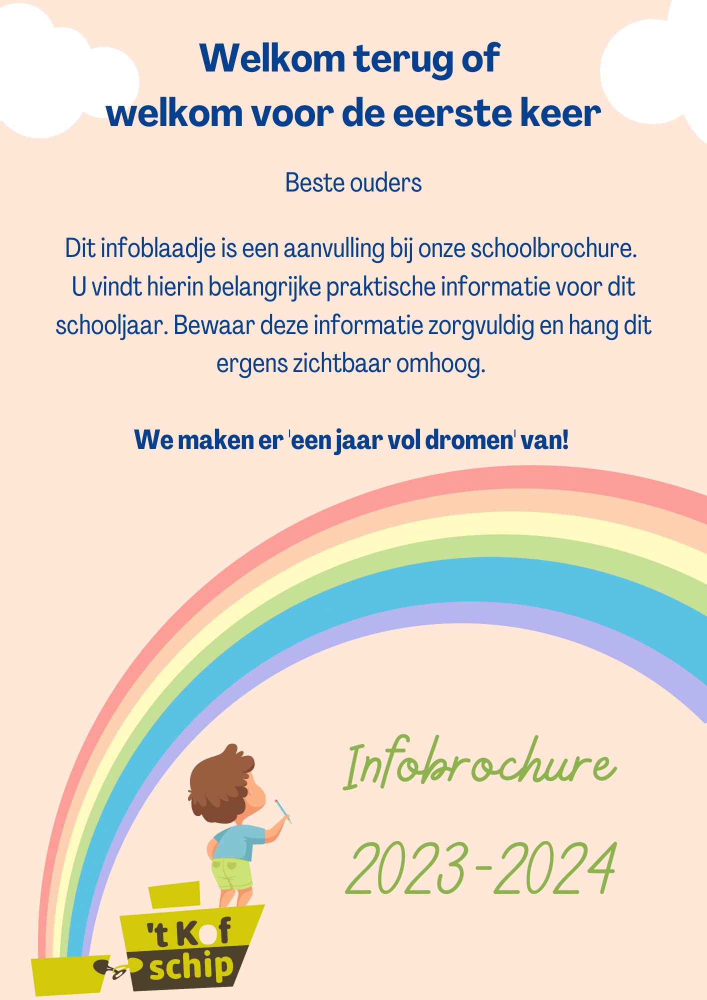 Welkom terug of
welkom voor de eerste keer
Beste ouders
Dit infoblaadje is een aanvulling bij onze schoolbrochure.
U vindt hierin belangrijke praktische informatie voor dit
schooljaar. Bewaar deze informatie zorgvuldig en hang dit
ergens zichtbaar omhoog.
We maken er 'een jaar vol dromen' van!
Infobrochure
2023-2024
't Kof
schip